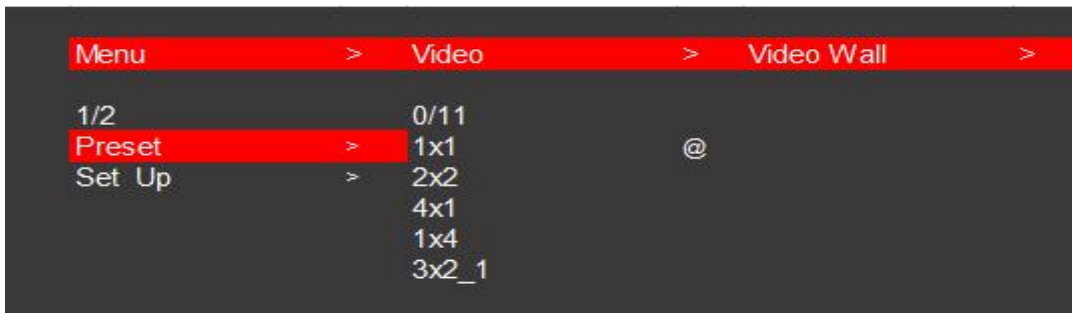 Menu > Video > Video Wall >
1/2 0/11
Preset > 1x1 @
Set Up > 2x2
4x1
1x4
3x2_1